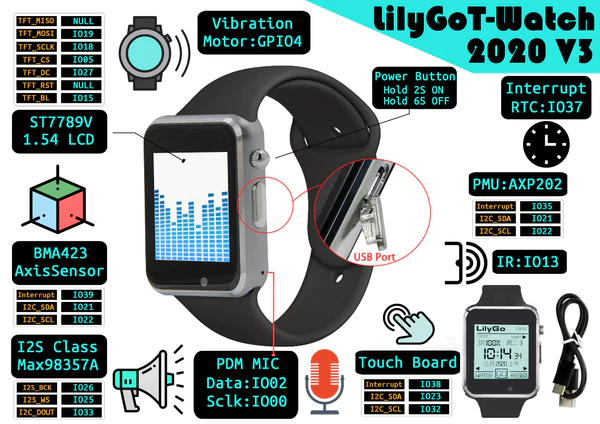 LilyGoT-Watch
2020 V3
TFT_MISO NULL
TFT_MOSI IO19
TFT_SCLK IO18
TFT_CS IO05
TFT_DC IO27
TFT_RST NULL
TFT_BL IO15
Vibration
Motor:GPIO4
Power Button
Hold 2S ON
Hold 6S OFF
Interrupt
RTC:IO37
ST7789V
1.54 LCD
PMU:AXP202
Interrupt IO35
I2C_SDA IO21
I2C_SCL IO22
USB Port
BMA423
AxisSensor
Interrupt IO39
I2C_SDA IO21
I2C_SCL IO22
IR:IO13
I2S Class
Max98357A
I2S_BCK IO26
I2S_WS IO25
I2C_DOUT IO33
PDM MIC
Data:IO02
Sclk:IO00
Touch Board
Interrupt IO38
I2C_SDA IO23
I2C_SCL IO32
LilyGo
100%
10:14